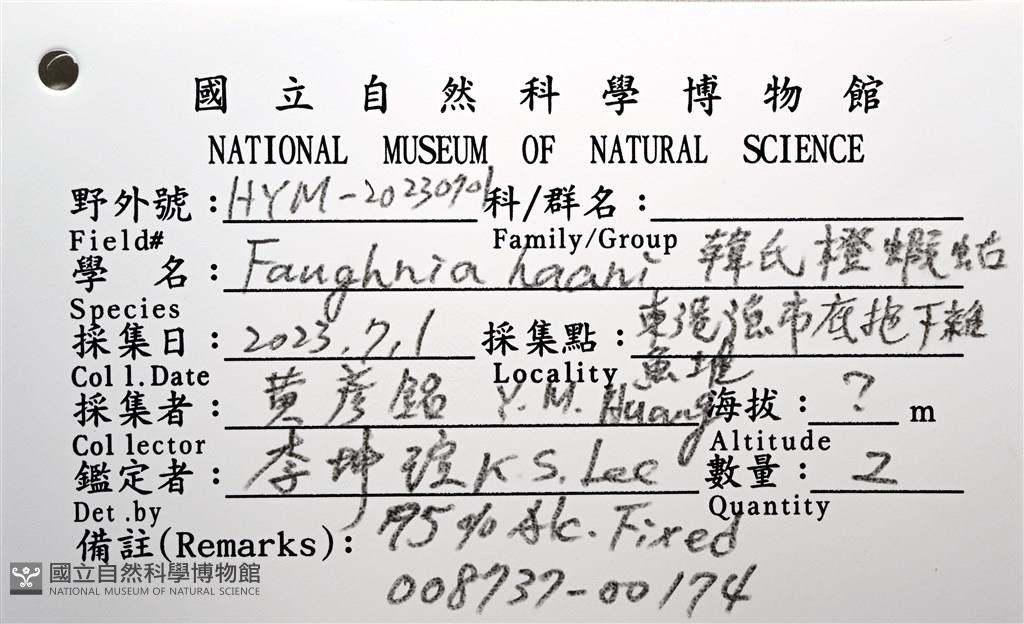 國立自然科學博物館
NATIONAL MUSEUM OF NATURAL SCIENCE
野外號：HYM-20230701 科/群名：
Field# Family/Group
學名：Faughnia haani 韓氏橙蝦蛄
Species
採集日：2023.7.1 採集點：東港漁市底拖下雜
Coll.Date Locality 魚堆
採集者：黃彥銘 Y.M. Huang 海拔：? m
Collector Altitude
鑑定者：李坤瑄 K.S. Lee 數量：2
Det.by Quantity
備註(Remarks)：95% Alc. Fixed
008737-00174
國立自然科學博物館
NATIONAL MUSEUM OF NATURAL SCIENCE